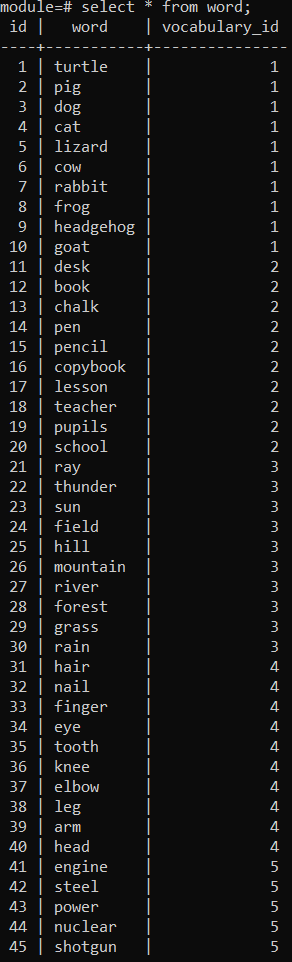 module=# select * from word;
 id |   word    | vocabulary_id
----+-----------+---------------
  1 | turtle    |             1
  2 | pig       |             1
  3 | dog       |             1
  4 | cat       |             1
  5 | lizard    |             1
  6 | cow       |             1
  7 | rabbit    |             1
  8 | frog      |             1
  9 | headgehog |             1
 10 | goat      |             1
 11 | desk      |             2
 12 | book      |             2
 13 | chalk     |             2
 14 | pen       |             2
 15 | pencil    |             2
 16 | copybook  |             2
 17 | lesson    |             2
 18 | teacher   |             2
 19 | pupils    |             2
 20 | school    |             2
 21 | ray       |             3
 22 | thunder   |             3
 23 | sun       |             3
 24 | field     |             3
 25 | hill      |             3
 26 | mountain  |             3
 27 | river     |             3
 28 | forest    |             3
 29 | grass     |             3
 30 | rain      |             3
 31 | hair      |             4
 32 | nail      |             4
 33 | finger    |             4
 34 | eye       |             4
 35 | tooth     |             4
 36 | knee      |             4
 37 | elbow     |             4
 38 | leg       |             4
 39 | arm       |             4
 40 | head      |             4
 41 | engine    |             5
 42 | steel     |             5
 43 | power     |             5
 44 | nuclear   |             5
 45 | shotgun   |             5